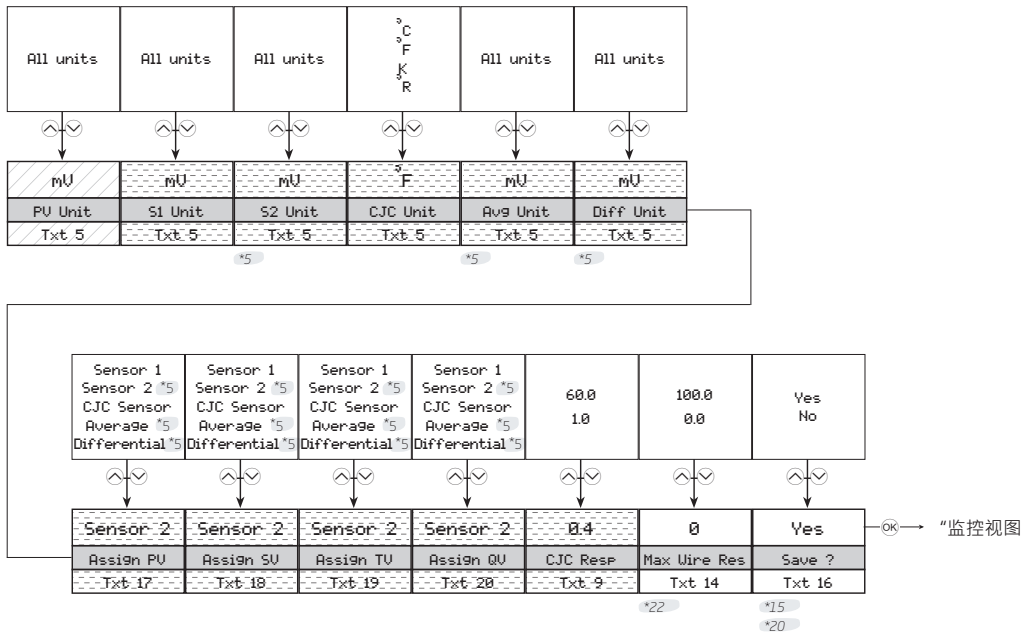 All units All units All units °C All units All units
°F
K
°R
mV mV mV °F mV mV
PV Unit S1 Unit S2 Unit CJC Unit Avg Unit Diff Unit
Txt 5 Txt 5 Txt 5 Txt 5 Txt 5 Txt 5
*5 *5 *5
Sensor 1 Sensor 1 Sensor 1 Sensor 1
Sensor 2 *5 Sensor 2 *5 Sensor 2 *5 Sensor 2 *5 60.0 100.0 Yes
CJC Sensor CJC Sensor CJC Sensor CJC Sensor 1.0 0.0 No
Average *5 Average *5 Average *5 Average *5
Differential *5 Differential *5 Differential *5 Differential *5
Sensor 2 Sensor 2 Sensor 2 Sensor 2 0.4 0 Yes OK "监控视图
Assign PV Assign SV Assign TV Assign QV CJC Resp Max Wire Res Save ?
Txt 17 Txt 18 Txt 19 Txt 20 Txt 9 Txt 14 Txt 16
*22 *15
*20